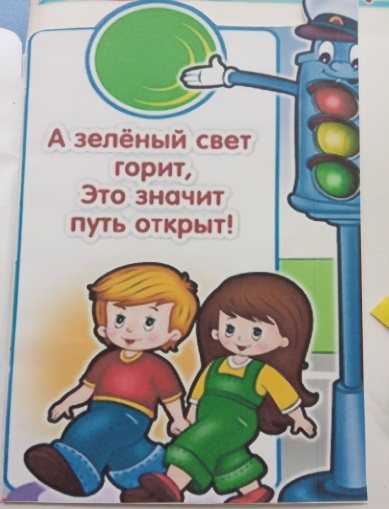 А зелёный свет
горит,
Это значит
путь открыт!